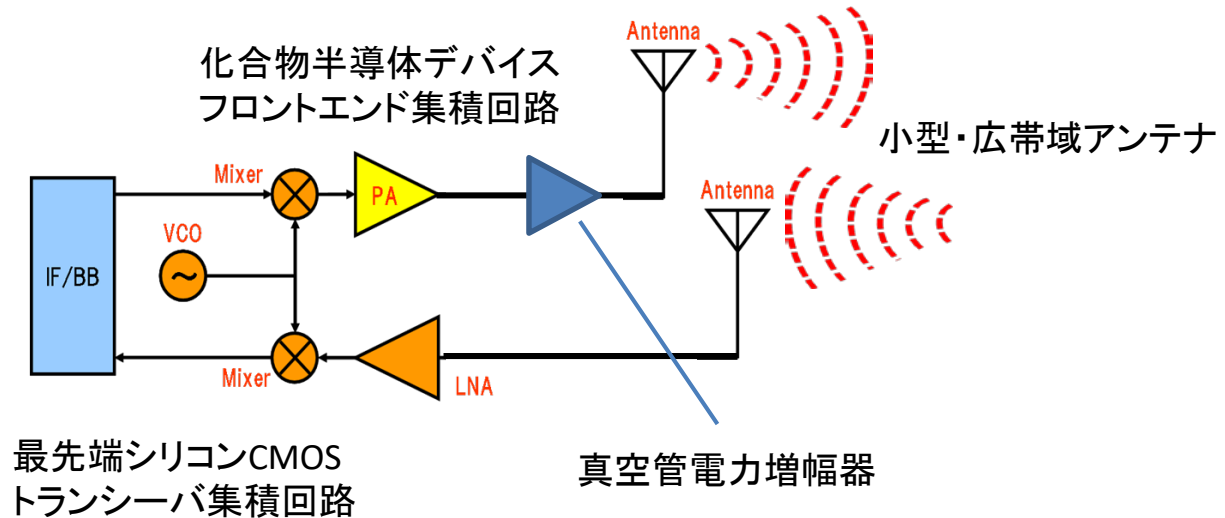 化合物半導体デバイス
フロントエンド集積回路
Antenna
小型・広帯域アンテナ
Mixer
PA
Antenna
VCO
IF/BB
Mixer
LNA
最先端シリコンCMOS
トランシーバ集積回路
真空管電力増幅器